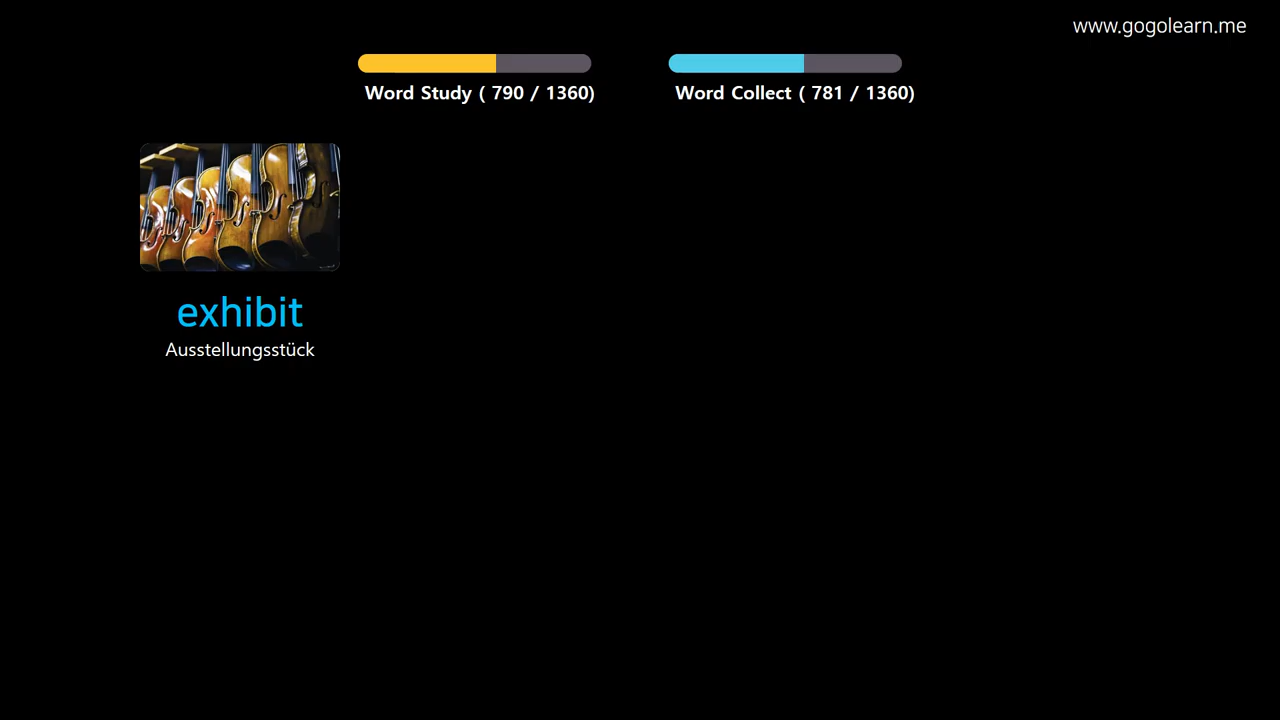 www.gogolearn.me
Word Study ( 790 / 1360)
Word Collect ( 781 / 1360)
exhibit
Ausstellungsstück